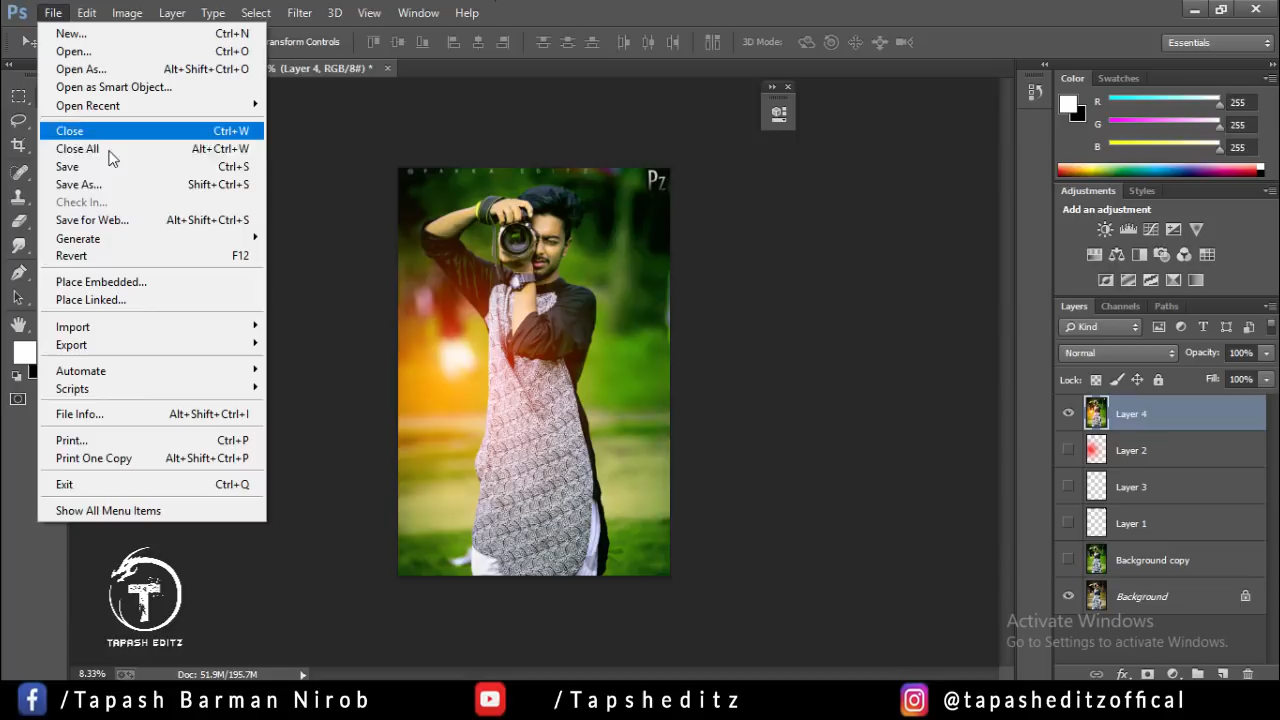 Ps File Edit Image Layer Type Select Filter 3D View Window Help
ransform Controls 3D Mode: Essentials
% (Layer 4, RGB/8#) * ×
New... Ctrl+N
Open... Ctrl+O
Open As... Alt+Shift+Ctrl+O
Open as Smart Object...
Open Recent
Close Ctrl+W
Close All Alt+Ctrl+W
Save Ctrl+S
Save As... Shift+Ctrl+S
Check In...
Save for Web... Alt+Shift+Ctrl+S
Generate
Revert F12
Place Embedded...
Place Linked...
Import
Export
Automate
Scripts
File Info... Alt+Shift+Ctrl+I
Print... Ctrl+P
Print One Copy Alt+Shift+Ctrl+P
Exit Ctrl+Q
Show All Menu Items
Pz
Color Swatches
R 255
G 255
B 255
Adjustments Styles
Add an adjustment
Layers Channels Paths
Kind
Normal Opacity: 100%
Lock: Fill: 100%
Layer 4
Layer 2
Layer 3
Layer 1
Background copy
Background
Activate Windows
Go to Settings to activate Windows.
T
TAPASH EDITZ
8.33% Doc: 51.9M/195.7M
/Tapash Barman Nirob /Tapsheditz @tapasheditzoffical